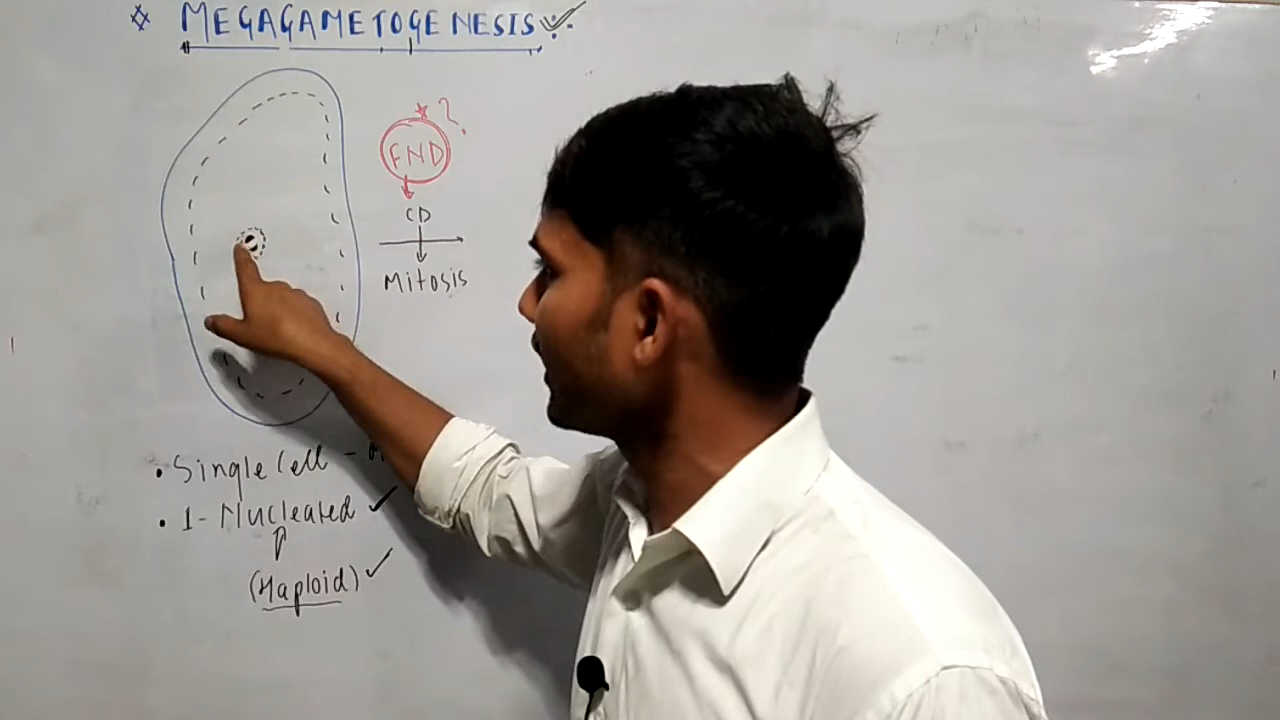 MEGAGAMETOGENESIS
?
FND
CD
Mitosis
• Single Cell -
• 1- Nucleated ✓
(Haploid) ✓